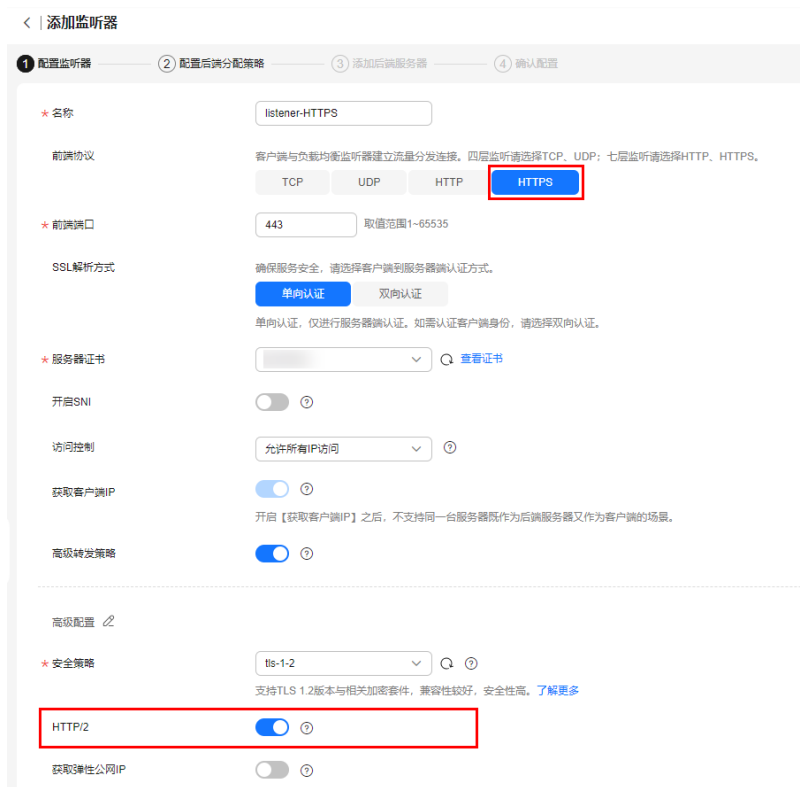 添加监听器
1 配置监听器 2 配置后端分配策略 3 添加后端服务器 4 确认配置
* 名称 listener-HTTPS
前端协议 客户端与负载均衡监听器建立流量分发连接。四层监听请选择TCP、UDP；七层监听请选择HTTP、HTTPS。
TCP UDP HTTP HTTPS
* 前端端口 443 取值范围1~65535
SSL解析方式 确保服务安全，请选择客户端到服务器端认证方式。
单向认证 双向认证
单向认证，仅进行服务器端认证。如需认证客户端身份，请选择双向认证。
* 服务器证书 查看证书
开启SNI
访问控制 允许所有IP访问
获取客户端IP
开启【获取客户端IP】之后，不支持同一台服务器既作为后端服务器又作为客户端的场景。
高级转发策略
高级配置
* 安全策略 tls-1-2
支持TLS 1.2版本与相关加密套件，兼容性较好，安全性高。了解更多
HTTP/2
获取弹性公网IP